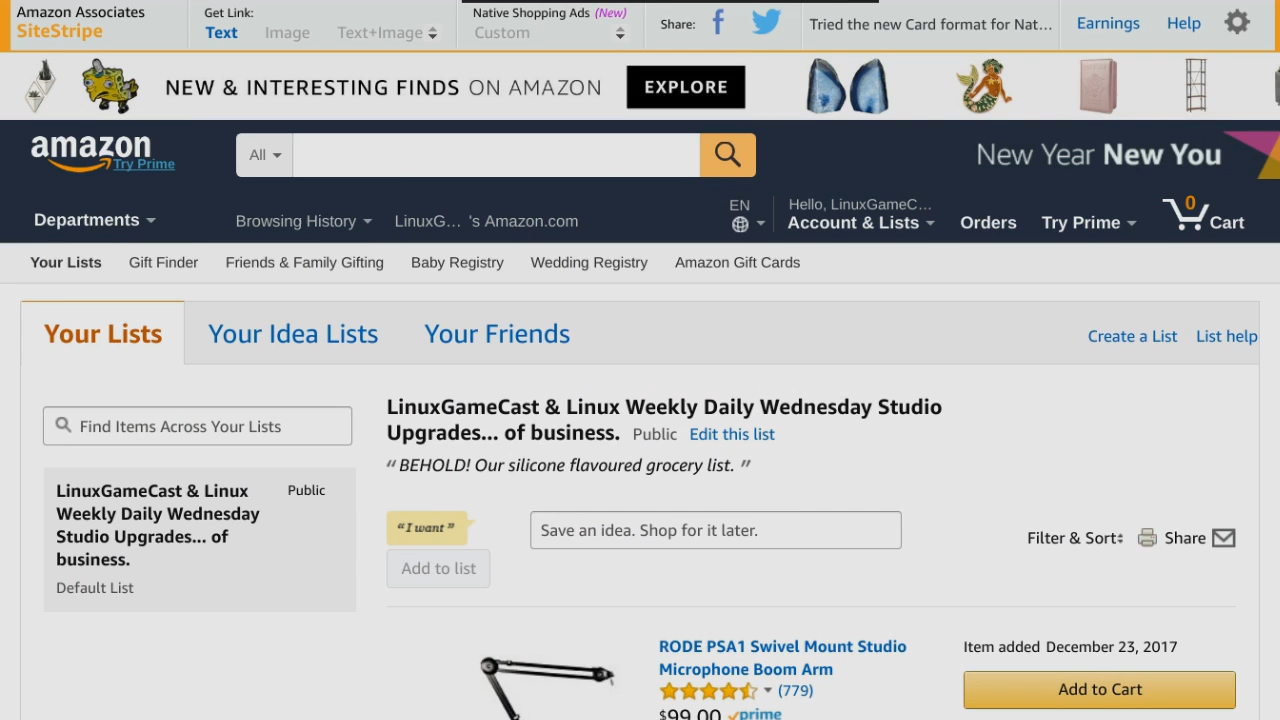 Amazon Associates
SiteStripe
Get Link:
Text Image Text+Image
Native Shopping Ads (New)
Custom
Share:
Tried the new Card format for Nat...
Earnings Help
NEW & INTERESTING FINDS ON AMAZON EXPLORE
amazon
Try Prime
All
New Year New You
Departments
Browsing History LinuxG... 's Amazon.com
EN
Hello, LinuxGameC...
Account & Lists
Orders Try Prime
0
Cart
Your Lists Gift Finder Friends & Family Gifting Baby Registry Wedding Registry Amazon Gift Cards
Your Lists Your Idea Lists Your Friends
Create a List List help
Find Items Across Your Lists
LinuxGameCast & Linux
Weekly Daily Wednesday
Studio Upgrades... of
business.
Public
Default List
LinuxGameCast & Linux Weekly Daily Wednesday Studio
Upgrades... of business. Public Edit this list
“ BEHOLD! Our silicone flavoured grocery list. ”
“I want”
Save an idea. Shop for it later.
Add to list
Filter & Sort Share
RODE PSA1 Swivel Mount Studio
Microphone Boom Arm
(779)
$99.00 prime
Item added December 23, 2017
Add to Cart